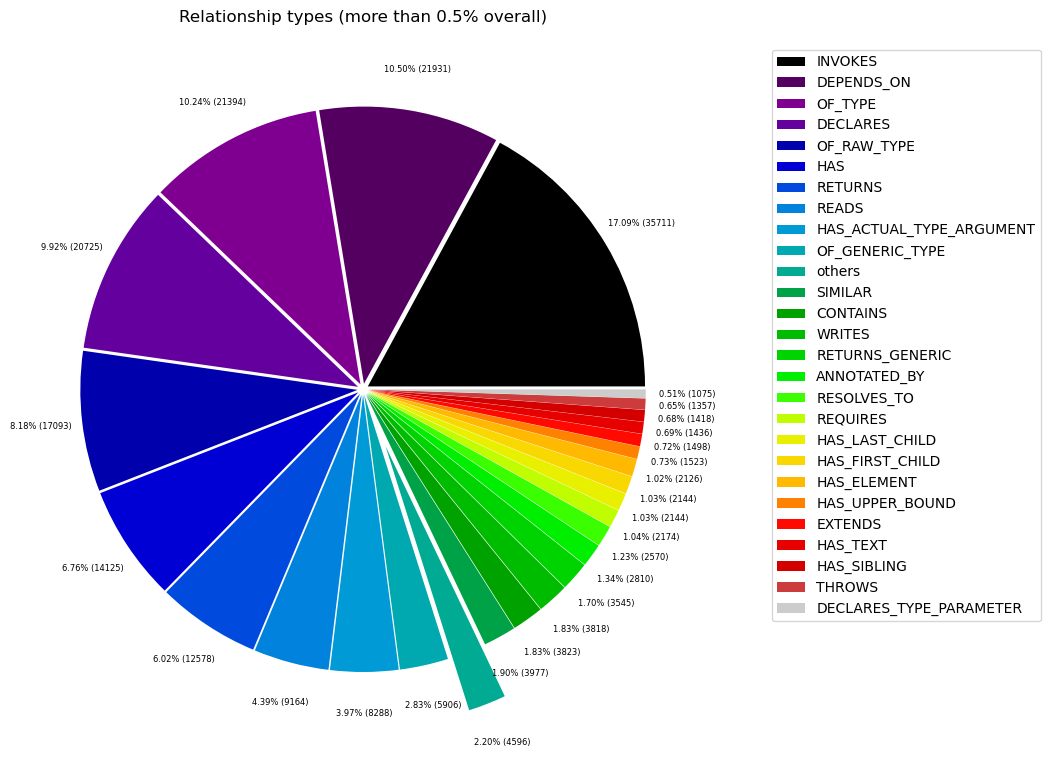 Relationship types (more than 0.5% overall)
17.09% (35711)
10.50% (21931)
10.24% (21394)
9.92% (20725)
8.18% (17093)
6.76% (14125)
6.02% (12578)
4.39% (9164)
3.97% (8288)
2.83% (5906)
2.20% (4596)
1.90% (3977)
1.83% (3823)
1.83% (3818)
1.70% (3545)
1.34% (2810)
1.23% (2570)
1.04% (2174)
1.03% (2144)
1.03% (2144)
1.02% (2126)
0.73% (1523)
0.72% (1498)
0.69% (1436)
0.68% (1418)
0.65% (1357)
0.51% (1075)
INVOKES
DEPENDS_ON
OF_TYPE
DECLARES
OF_RAW_TYPE
HAS
RETURNS
READS
HAS_ACTUAL_TYPE_ARGUMENT
OF_GENERIC_TYPE
others
SIMILAR
CONTAINS
WRITES
RETURNS_GENERIC
ANNOTATED_BY
RESOLVES_TO
REQUIRES
HAS_LAST_CHILD
HAS_FIRST_CHILD
HAS_ELEMENT
HAS_UPPER_BOUND
EXTENDS
HAS_TEXT
HAS_SIBLING
THROWS
DECLARES_TYPE_PARAMETER